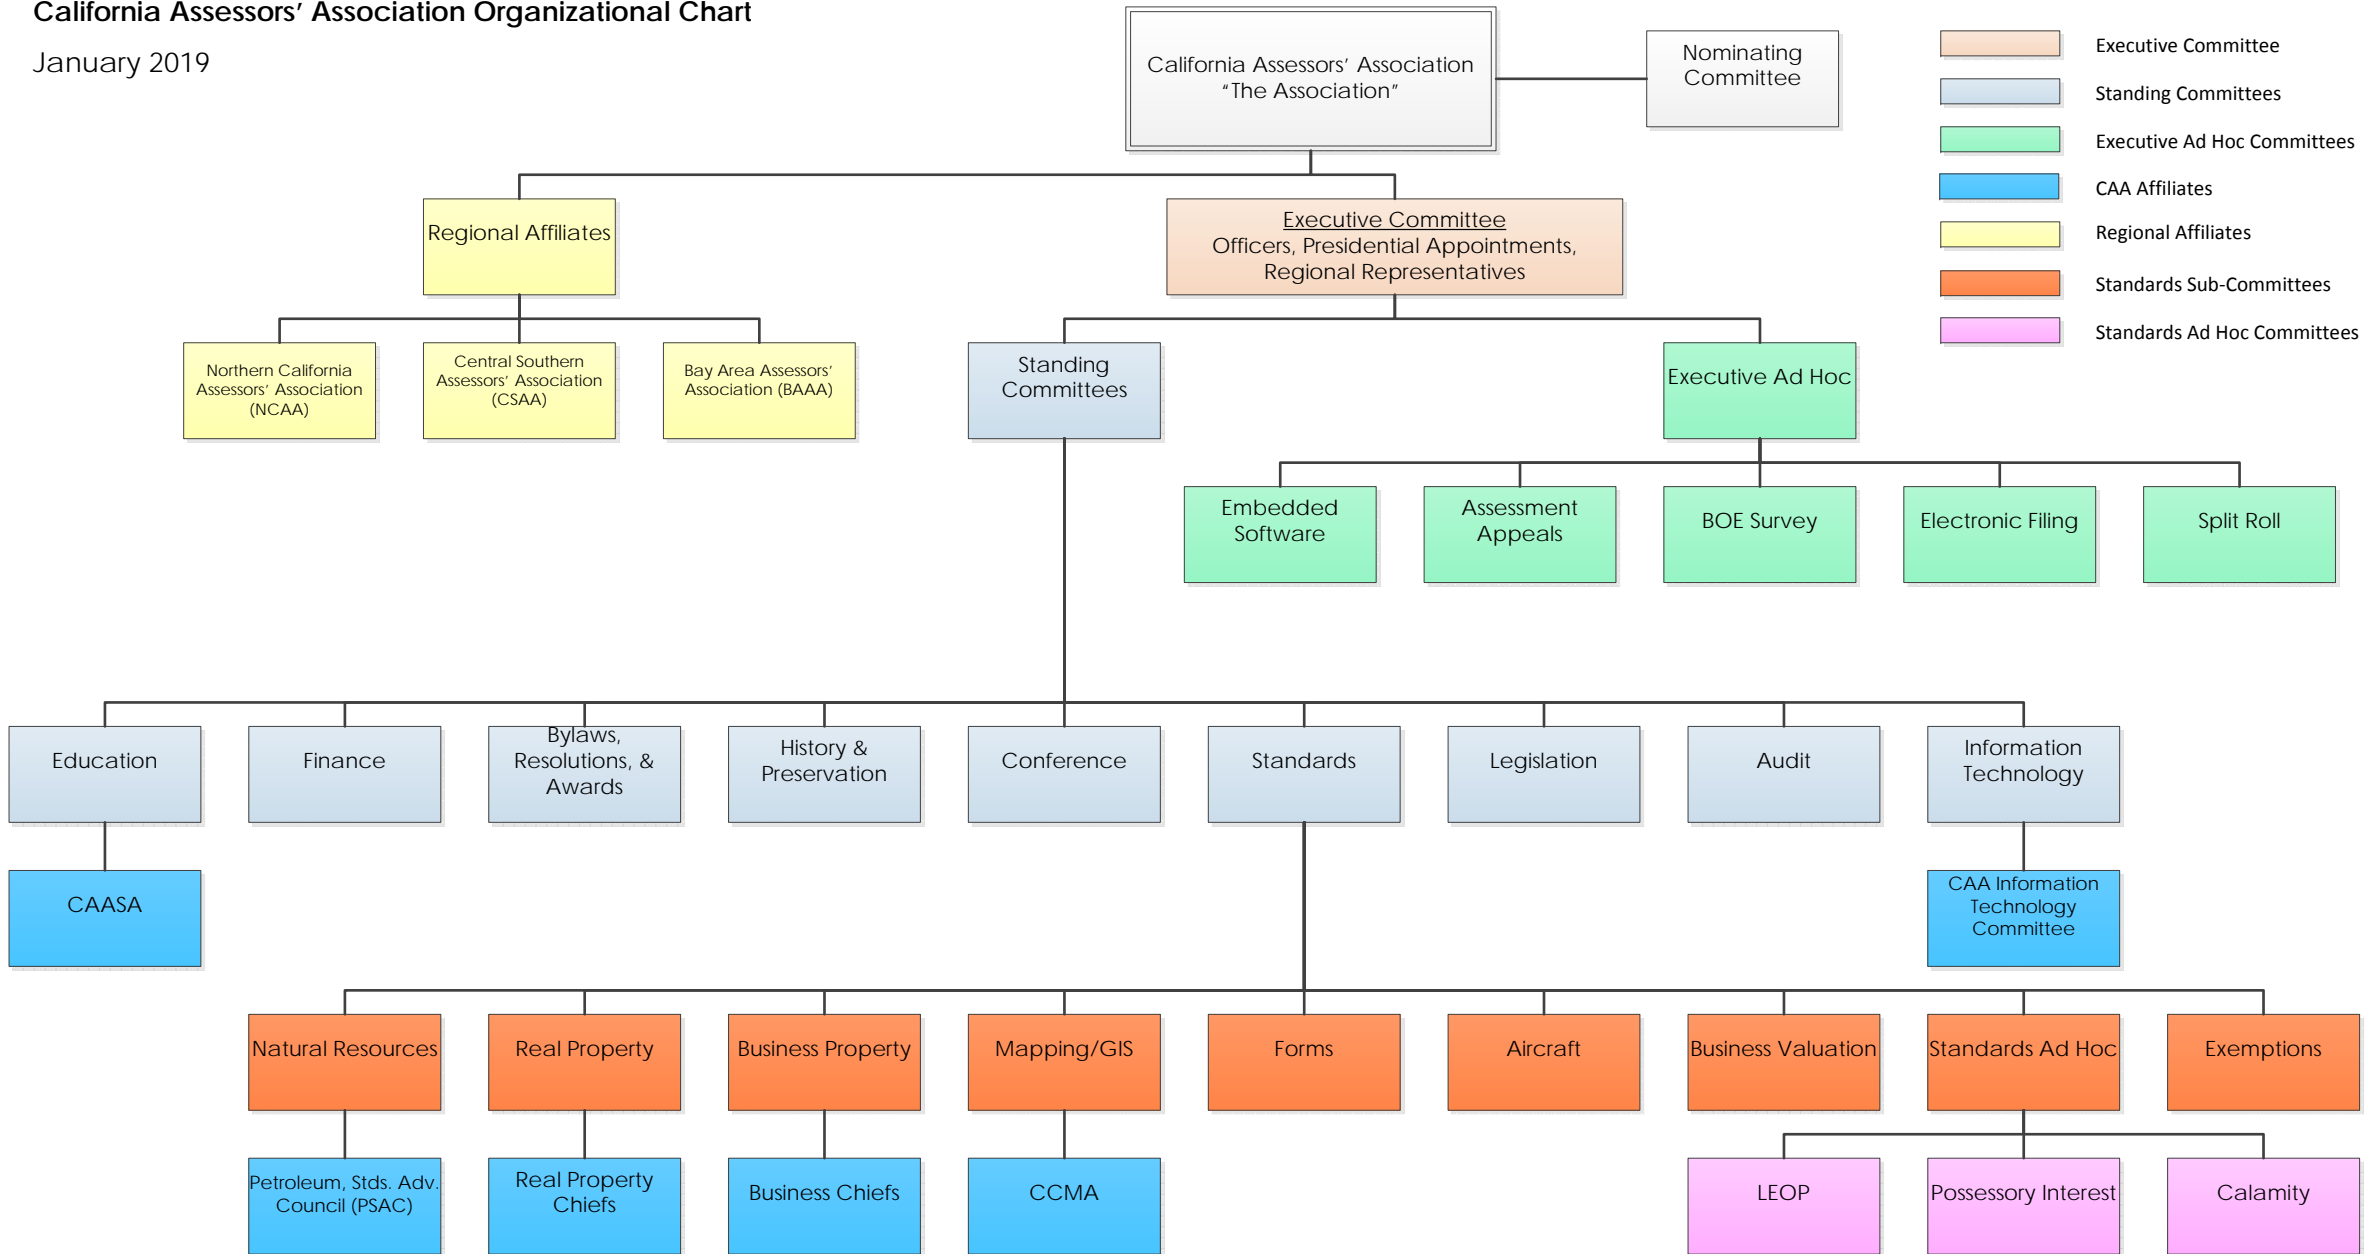 California Assessors' Association Organizational Chart
January 2019
California Assessors' Association
"The Association"
Nominating
Committee
Executive Committee
Standing Committees
Executive Ad Hoc Committees
CAA Affiliates
Regional Affiliates
Standards Sub-Committees
Standards Ad Hoc Committees
Regional Affiliates
Executive Committee
Officers, Presidential Appointments,
Regional Representatives
Northern California
Assessors' Association
(NCAA)
Central Southern
Assessors' Association
(CSAA)
Bay Area Assessors'
Association (BAAA)
Standing
Committees
Executive Ad Hoc
Embedded
Software
Assessment
Appeals
BOE Survey
Electronic Filing
Split Roll
Education
Finance
Bylaws,
Resolutions, &
Awards
History &
Preservation
Conference
Standards
Legislation
Audit
Information
Technology
CAASA
CAA Information
Technology
Committee
Natural Resources
Real Property
Business Property
Mapping/GIS
Forms
Aircraft
Business Valuation
Standards Ad Hoc
Exemptions
Petroleum, Stds. Adv.
Council (PSAC)
Real Property
Chiefs
Business Chiefs
CCMA
LEOP
Possessory Interest
Calamity